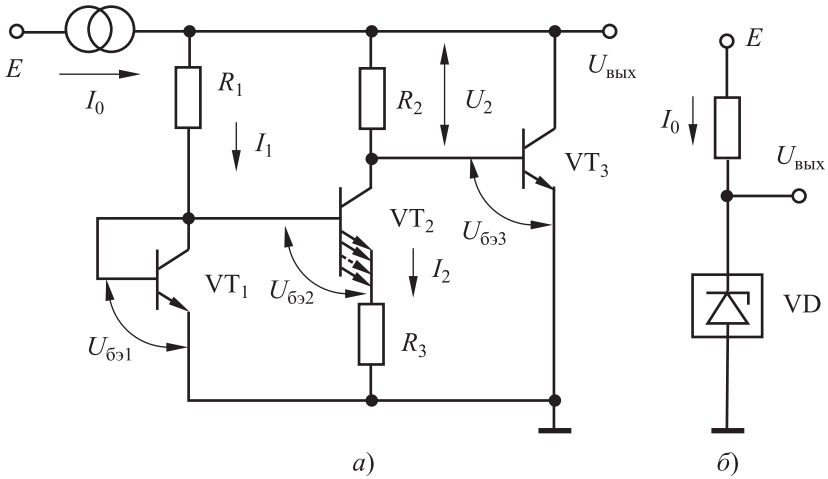 E
I₀
R₁
I₁
R₂
U₂
Uвых
VT₃
VT₂
Uбэ3
VT₁
Uбэ2
I₂
Uбэ1
R₃
а)
E
I₀
Uвых
VD
б)